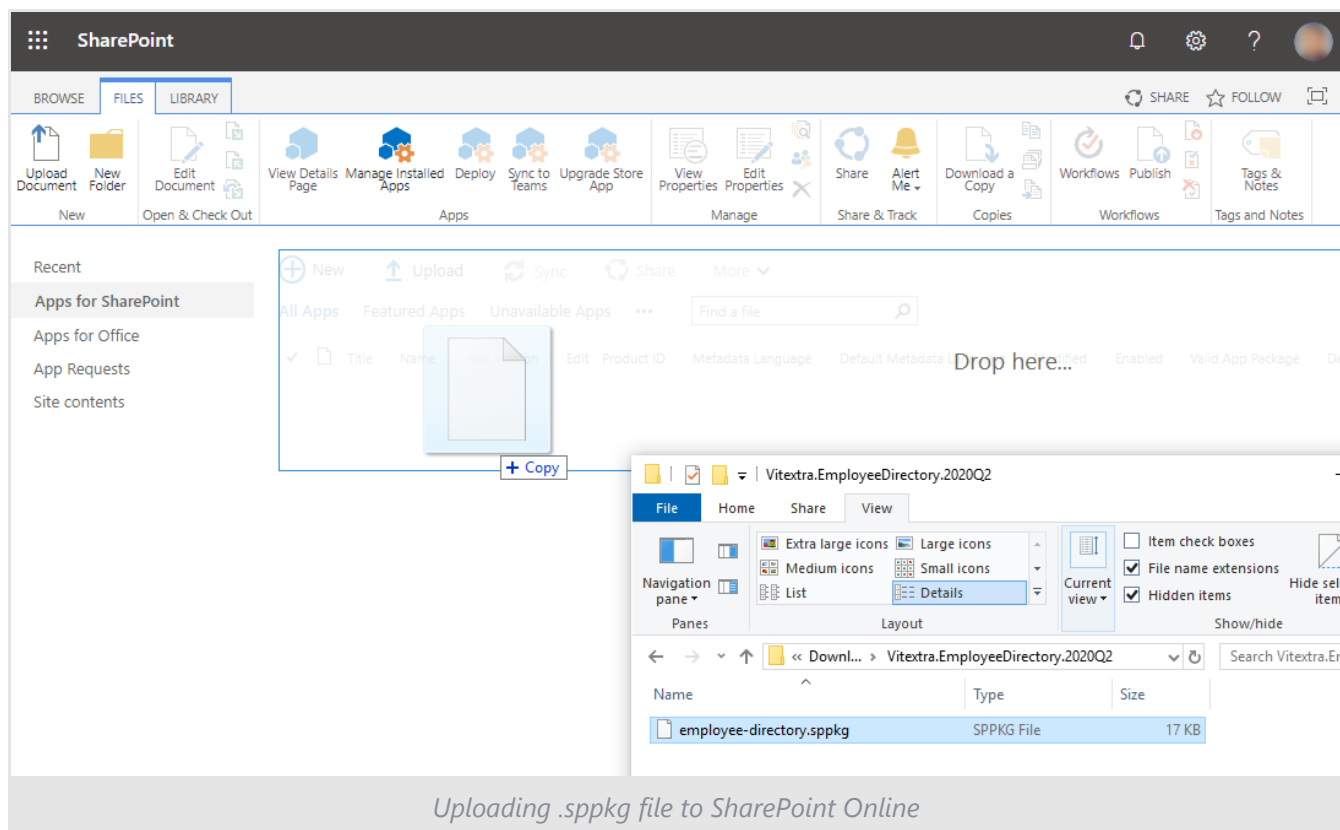 SharePoint
?
BROWSE FILES LIBRARY SHARE FOLLOW
Upload Document New Folder Edit Document View Details Page Manage Installed Apps Deploy Sync to Teams Upgrade Store App View Properties Edit Properties Share Alert Me Download a Copy Workflows Publish Tags & Notes
New Open & Check Out Apps Manage Share & Track Copies Workflows Tags and Notes
Recent
Apps for SharePoint
Apps for Office
App Requests
Site contents
New Upload Sync Share More
All Apps Featured Apps Unavailable Apps ••• Find a file
Title Edit Product ID Metadata Language Default Metadata Enabled Valid App Package
Drop here...
+ Copy
Vitextra.EmployeeDirectory.2020Q2
File Home Share View
Navigation pane Extra large icons Large icons Medium icons Small icons List Details Current view Item check boxes File name extensions Hidden items Hide sel item
Panes Layout Show/hide
« Downl... › Vitextra.EmployeeDirectory.2020Q2 Search Vitextra.Er
Name Type Size
employee-directory.sppkg SPPKG File 17 KB
Uploading .sppkg file to SharePoint Online